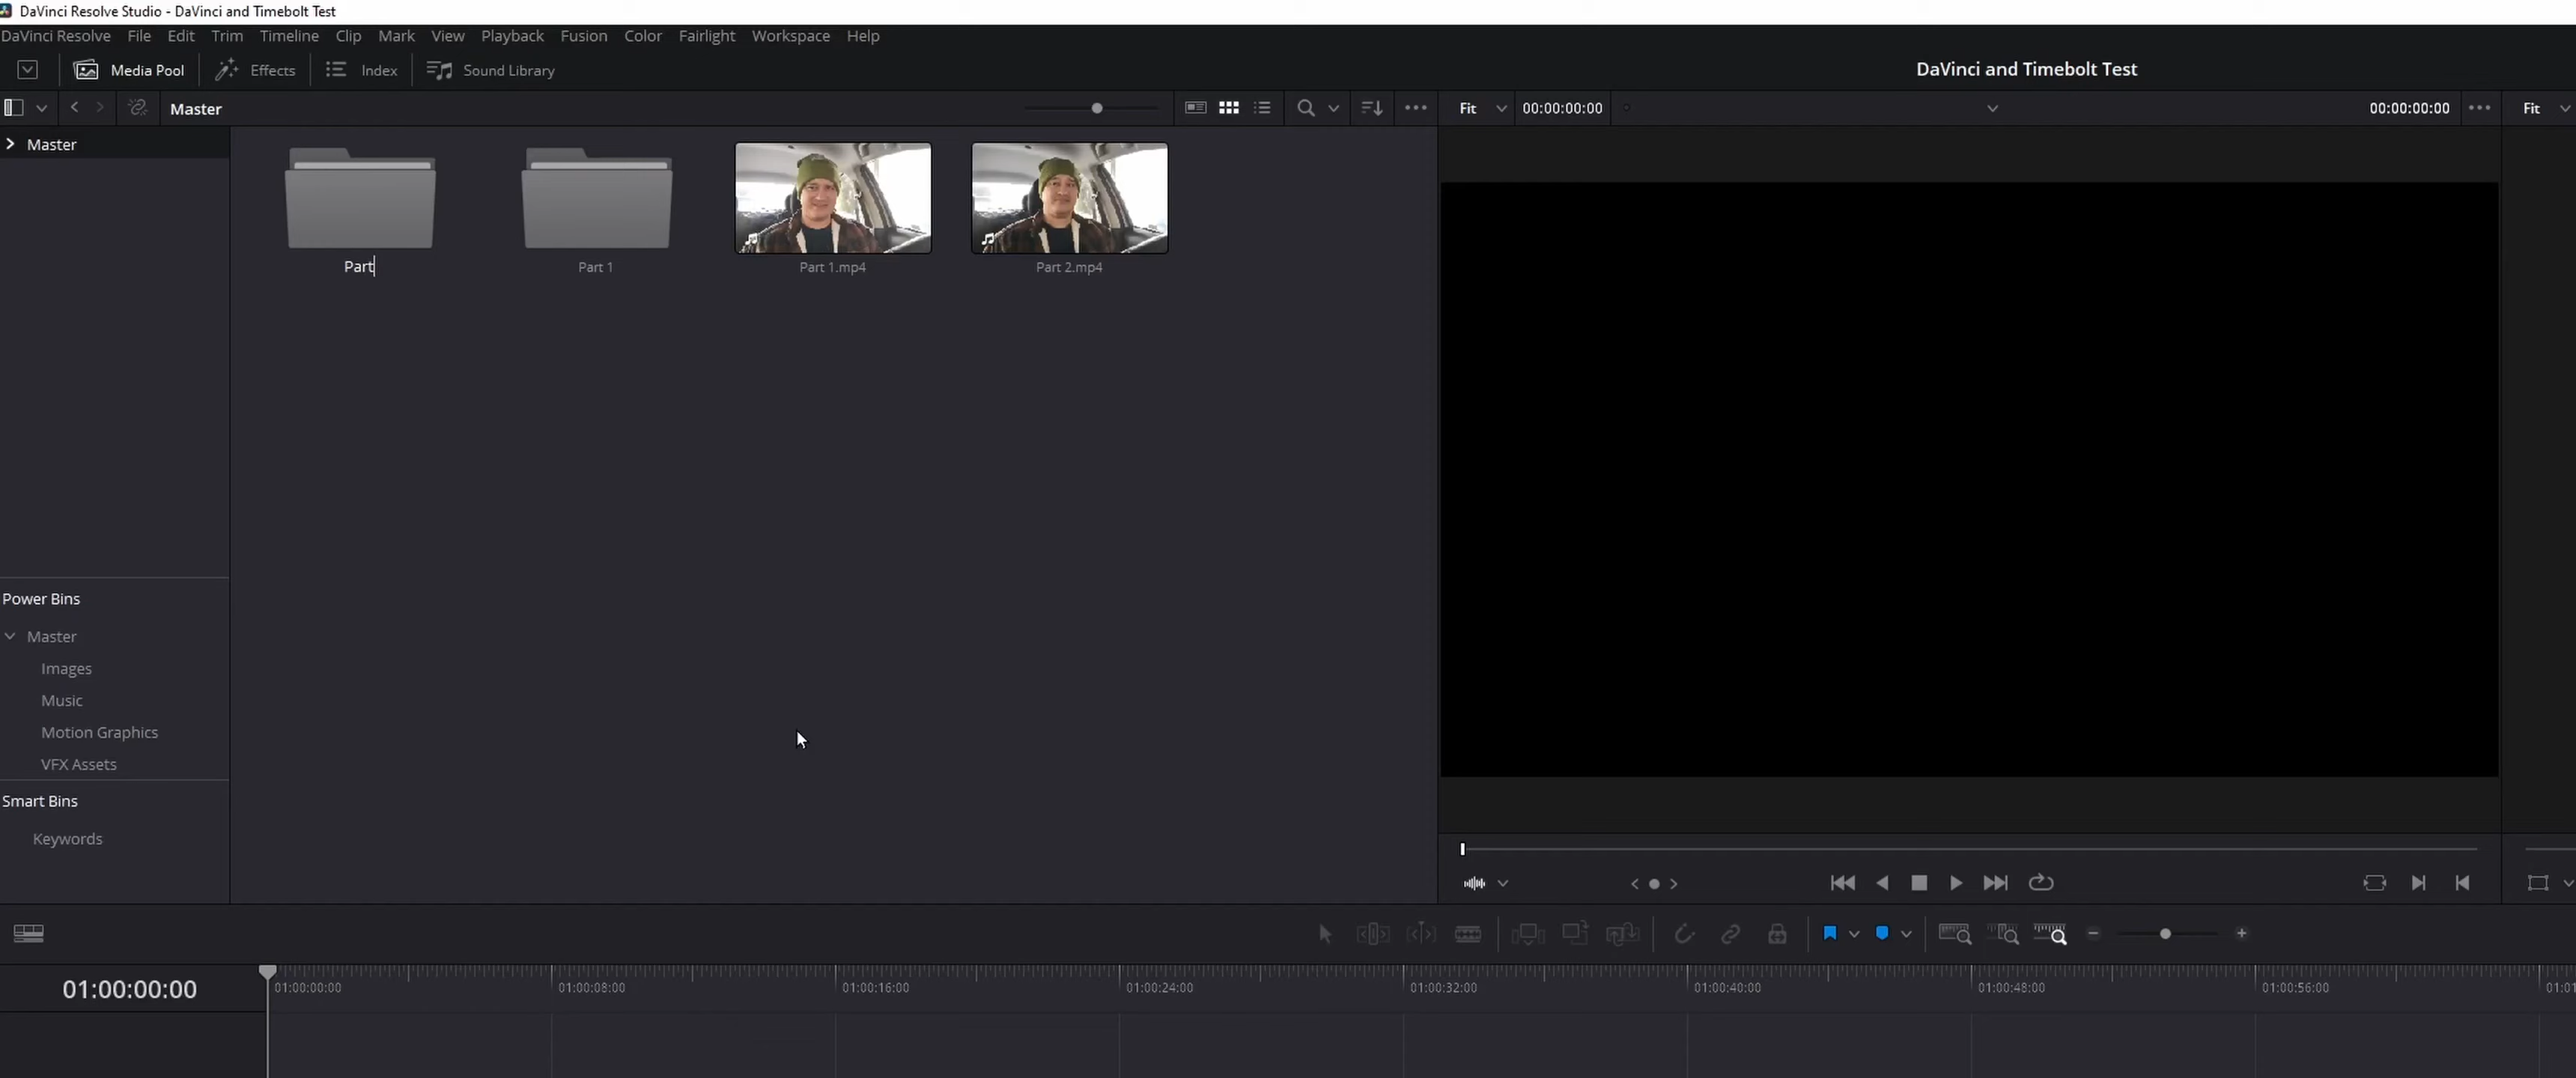 DaVinci Resolve Studio - DaVinci and Timebolt Test
DaVinci Resolve File Edit Trim Timeline Clip Mark View Playback Fusion Color Fairlight Workspace Help
Media Pool Effects Index Sound Library DaVinci and Timebolt Test
Master Fit 00:00:00:00 00:00:00:00 Fit
Master
Part Part 1 Part 1.mp4 Part 2.mp4
Power Bins
Master
Images
Music
Motion Graphics
VFX Assets
Smart Bins
Keywords
01:00:00:00 01:00:00:00 01:00:08:00 01:00:16:00 01:00:24:00 01:00:32:00 01:00:40:00 01:00:48:00 01:00:56:00